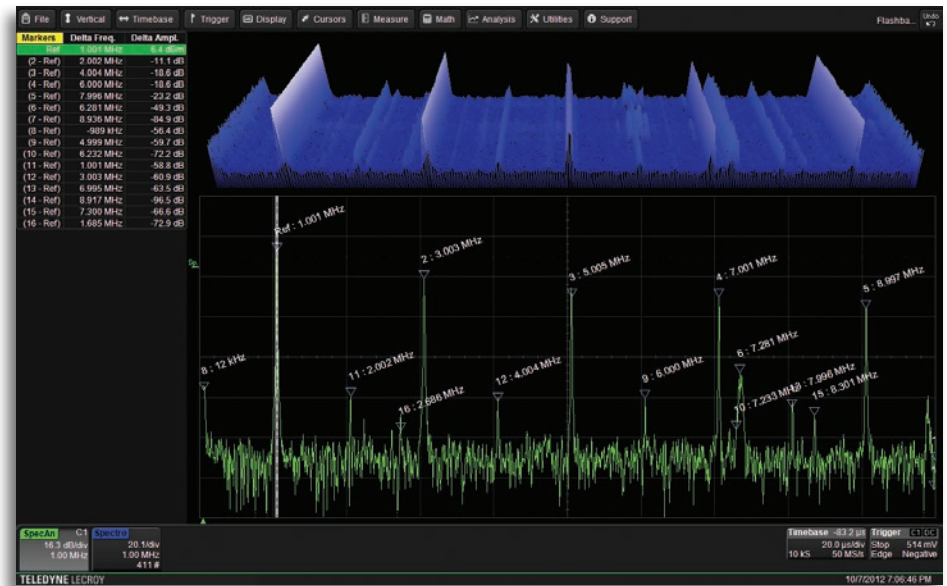 File Vertical Timebase Trigger Display Cursors Measure Math Analysis Utilities Support Flashba... Undo
Markers Delta Freq. Delta Ampl.
Ref 1.001 MHz 6.4 dBm
(2 - Ref) 2.002 MHz -11.1 dB
(3 - Ref) 4.004 MHz -18.6 dB
(4 - Ref) 6.000 MHz -18.6 dB
(5 - Ref) 7.996 MHz -23.2 dB
(6 - Ref) 6.281 MHz -49.3 dB
(7 - Ref) 8.936 MHz -84.9 dB
(8 - Ref) -989 kHz -56.4 dB
(9 - Ref) 4.999 MHz -59.7 dB
(10 - Ref) 6.232 MHz -72.2 dB
(11 - Ref) 1.001 MHz -58.8 dB
(12 - Ref) 3.003 MHz -60.9 dB
(13 - Ref) 6.995 MHz -63.5 dB
(14 - Ref) 8.917 MHz -96.5 dB
(15 - Ref) 7.300 MHz -66.6 dB
(16 - Ref) 1.685 MHz -72.9 dB
Ref : 1.001 MHz
2 : 3.003 MHz
3 : 5.005 MHz
4 : 7.001 MHz
5 : 8.997 MHz
8 : 12 kHz
11 : 2.002 MHz
16 : 2.686 MHz
12 : 4.004 MHz
9 : 6.000 MHz
6 : 7.281 MHz
10 : 7.233 MHz
13 : 7.996 MHz
15 : 8.301 MHz
SpecAn C1
16.3 dB/div
1.00 MHz
Spectro
20.1/div
1.00 MHz
411 #
Timebase -83.2 µs
20.0 µs/div
10 kS 50 MS/s
Trigger C1 DC
Stop 514 mV
Edge Negative
TELEDYNE LECROY
10/7/2012 7:06:46 PM